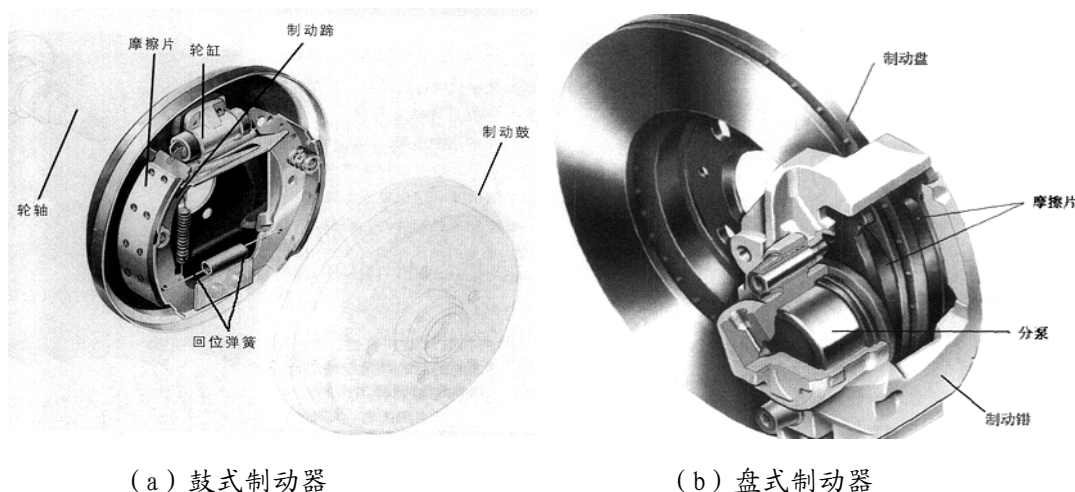 制动蹄
摩擦片
轮缸
制动鼓
轮轴
回位弹簧
制动盘
摩擦片
分泵
制动钳
(a)鼓式制动器
(b)盘式制动器